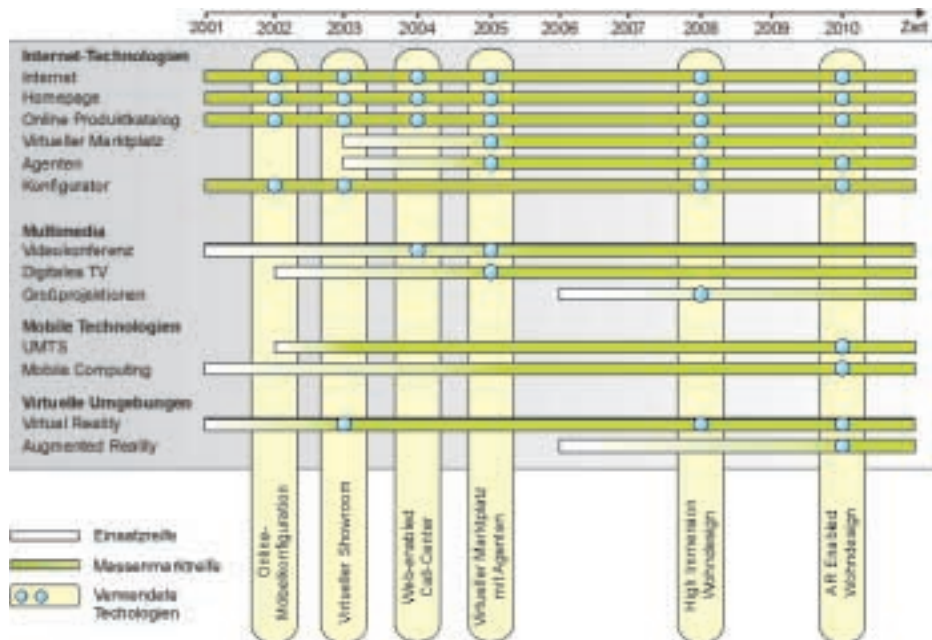 2001 2002 2003 2004 2005 2006 2007 2008 2009 2010 Zeit
Internet-Technologien
Internet
Homepage
Online Produktkatalog
Virtueller Marktplatz
Agenten
Konfigurator
Multimedia
Videokonferenz
Digitales TV
Großprojektionen
Mobile Technologien
UMTS
Mobile Computing
Virtuelle Umgebungen
Virtual Reality
Augmented Reality
Online-
Möbelkonfiguration
Virtueller Showroom
Web-enabled
Call-Center
Virtueller Marktplatz
mit Agenten
High Immersion
Wohndesign
AR Enabled
Wohndesign
Einsatzreife
Massenmarktreife
Verwendete
Techologien